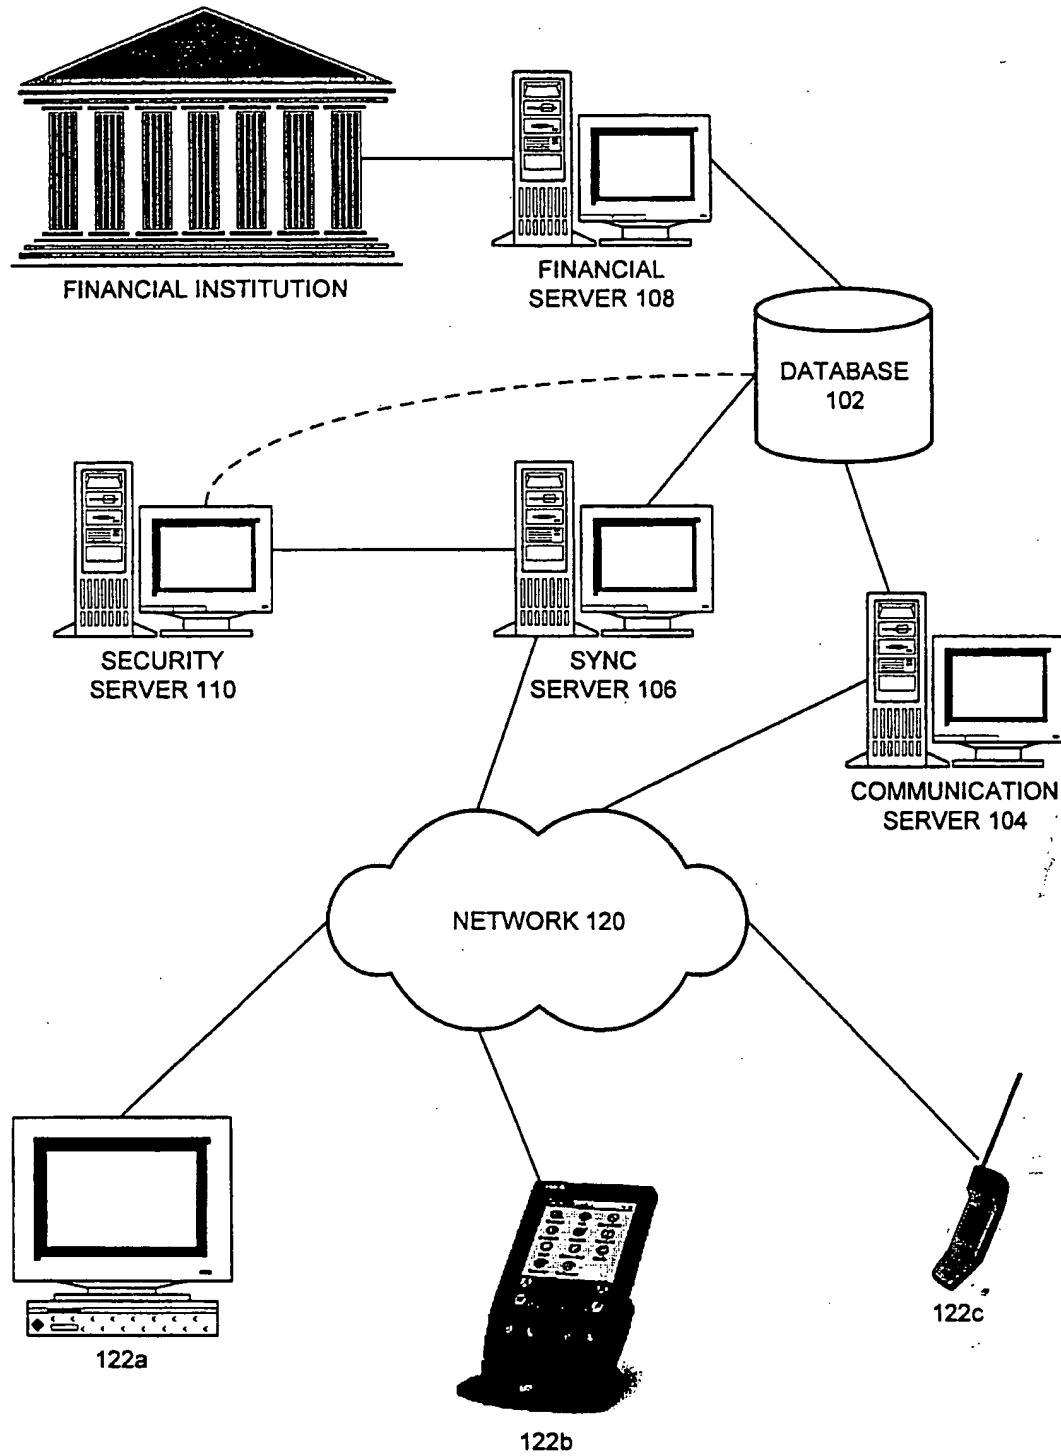 FINANCIAL INSTITUTION
FINANCIAL
SERVER 108
DATABASE
102
SECURITY
SERVER 110
SYNC
SERVER 106
COMMUNICATION
SERVER 104
NETWORK 120
122a
122b
122c